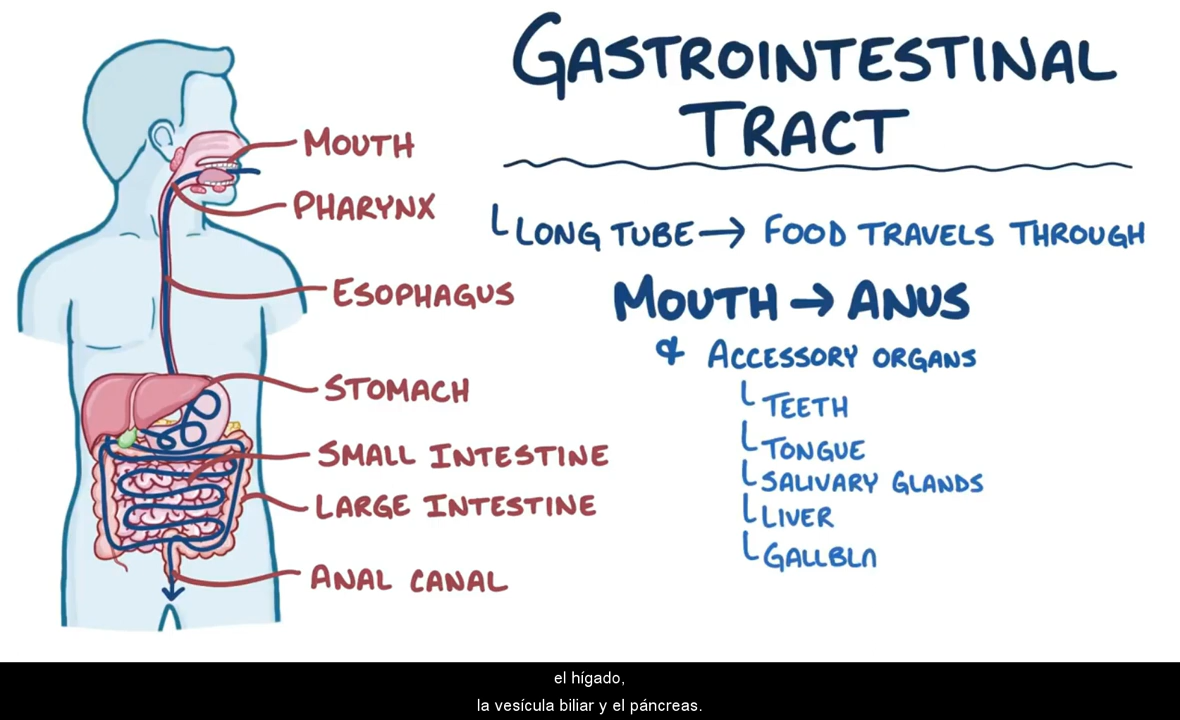 GASTROINTESTINAL
TRACT
LONG TUBE → FOOD TRAVELS THROUGH
MOUTH → ANUS
& ACCESSORY ORGANS
TEETH
TONGUE
SALIVARY GLANDS
LIVER
GALLBL
MOUTH
PHARYNX
ESOPHAGUS
STOMACH
SMALL INTESTINE
LARGE INTESTINE
ANAL CANAL
el hígado,
la vesícula biliar y el páncreas.